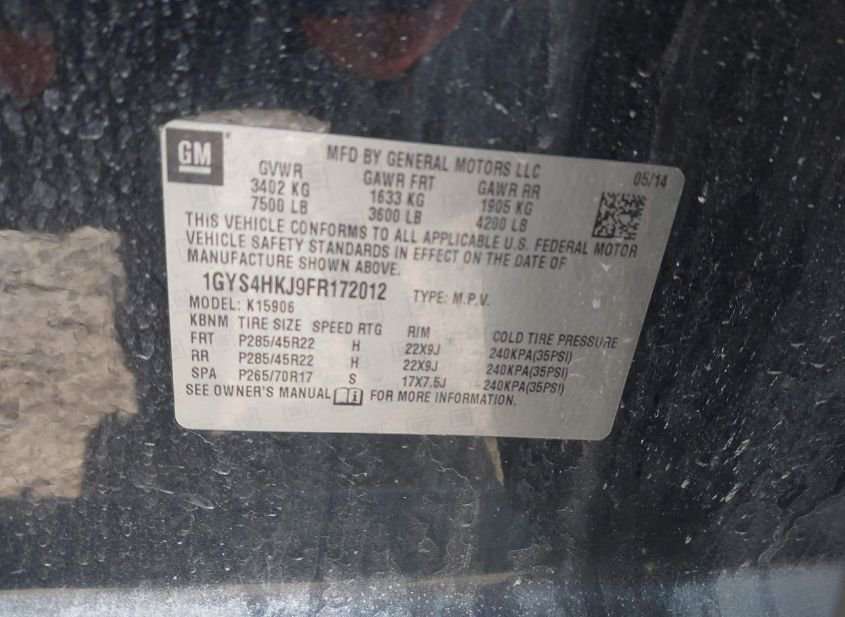 GM
MFD BY GENERAL MOTORS LLC
05/14
GVWR GAWR FRT GAWR RR
3402 KG 1633 KG 1905 KG
7500 LB 3600 LB 4200 LB
THIS VEHICLE CONFORMS TO ALL APPLICABLE U.S. FEDERAL MOTOR
VEHICLE SAFETY STANDARDS IN EFFECT ON THE DATE OF
MANUFACTURE SHOWN ABOVE.
1GYS4HKJ9FR172012 TYPE: M.P.V.
MODEL: K15906
KBNM TIRE SIZE SPEED RTG RIM COLD TIRE PRESSURE
FRT P285/45R22 H 22X9J 240KPA(35PSI)
RR P285/45R22 H 22X9J 240KPA(35PSI)
SPA P265/70R17 S 17X7.5J 240KPA(35PSI)
SEE OWNER'S MANUAL FOR MORE INFORMATION.